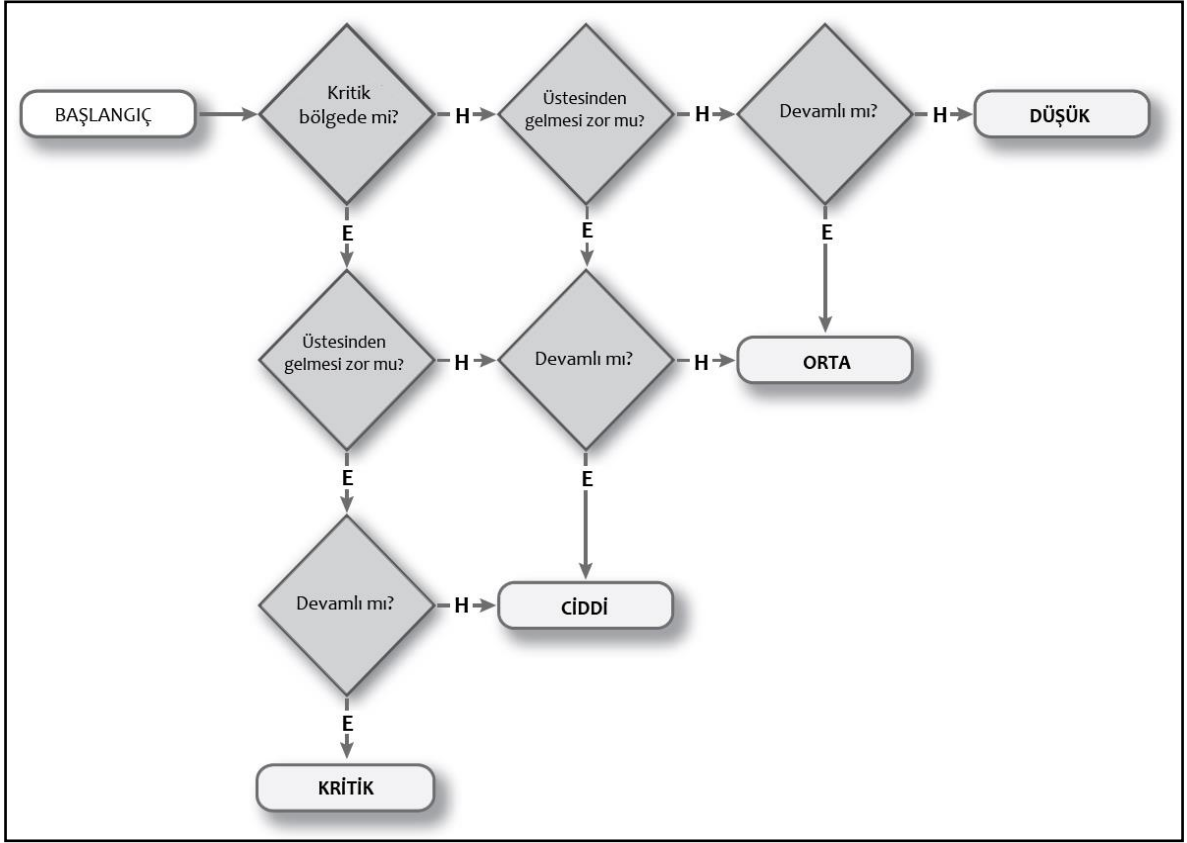 BAŞLANGIÇ
Kritik
bölgede mi?
H
Üstesinden
gelmesi zor mu?
H
Devamlı mı?
H
DÜŞÜK
E
E
E
Üstesinden
gelmesi zor mu?
H
Devamlı mı?
H
ORTA
E
E
Devamlı mı?
H
CİDDİ
E
KRİTİK